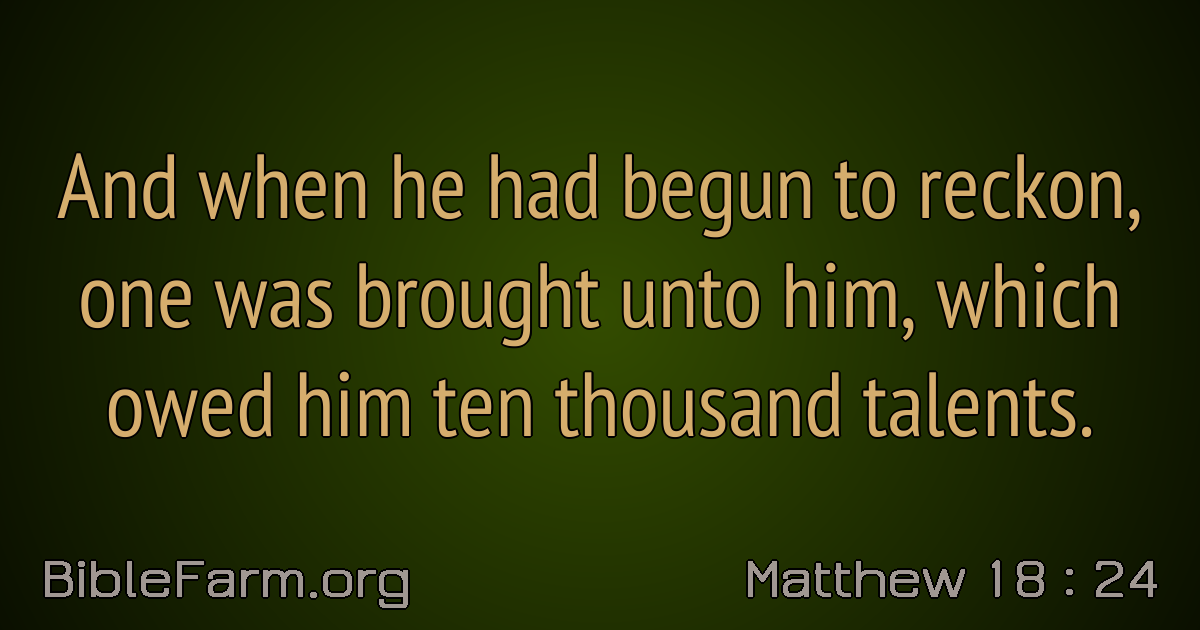 And when he had begun to reckon,
one was brought unto him, which
owed him ten thousand talents.
BibleFarm.org
Matthew 18 : 24